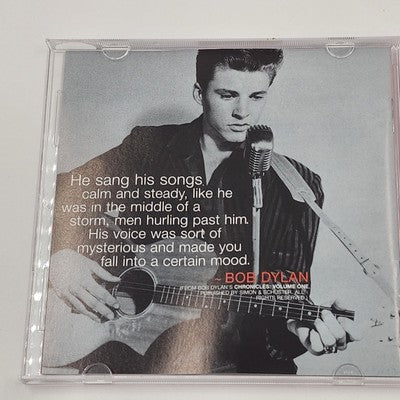 He sang his songs
calm and steady, like he
was in the middle of a
storm, men hurling past him.
His voice was sort of
mysterious and made you
fall into a certain mood.
~ BOB DYLAN
(FROM BOB DYLAN'S CHRONICLES: VOLUME ONE,
PUBLISHED BY SIMON & SCHUSTER, ALL
RIGHTS RESERVED.)